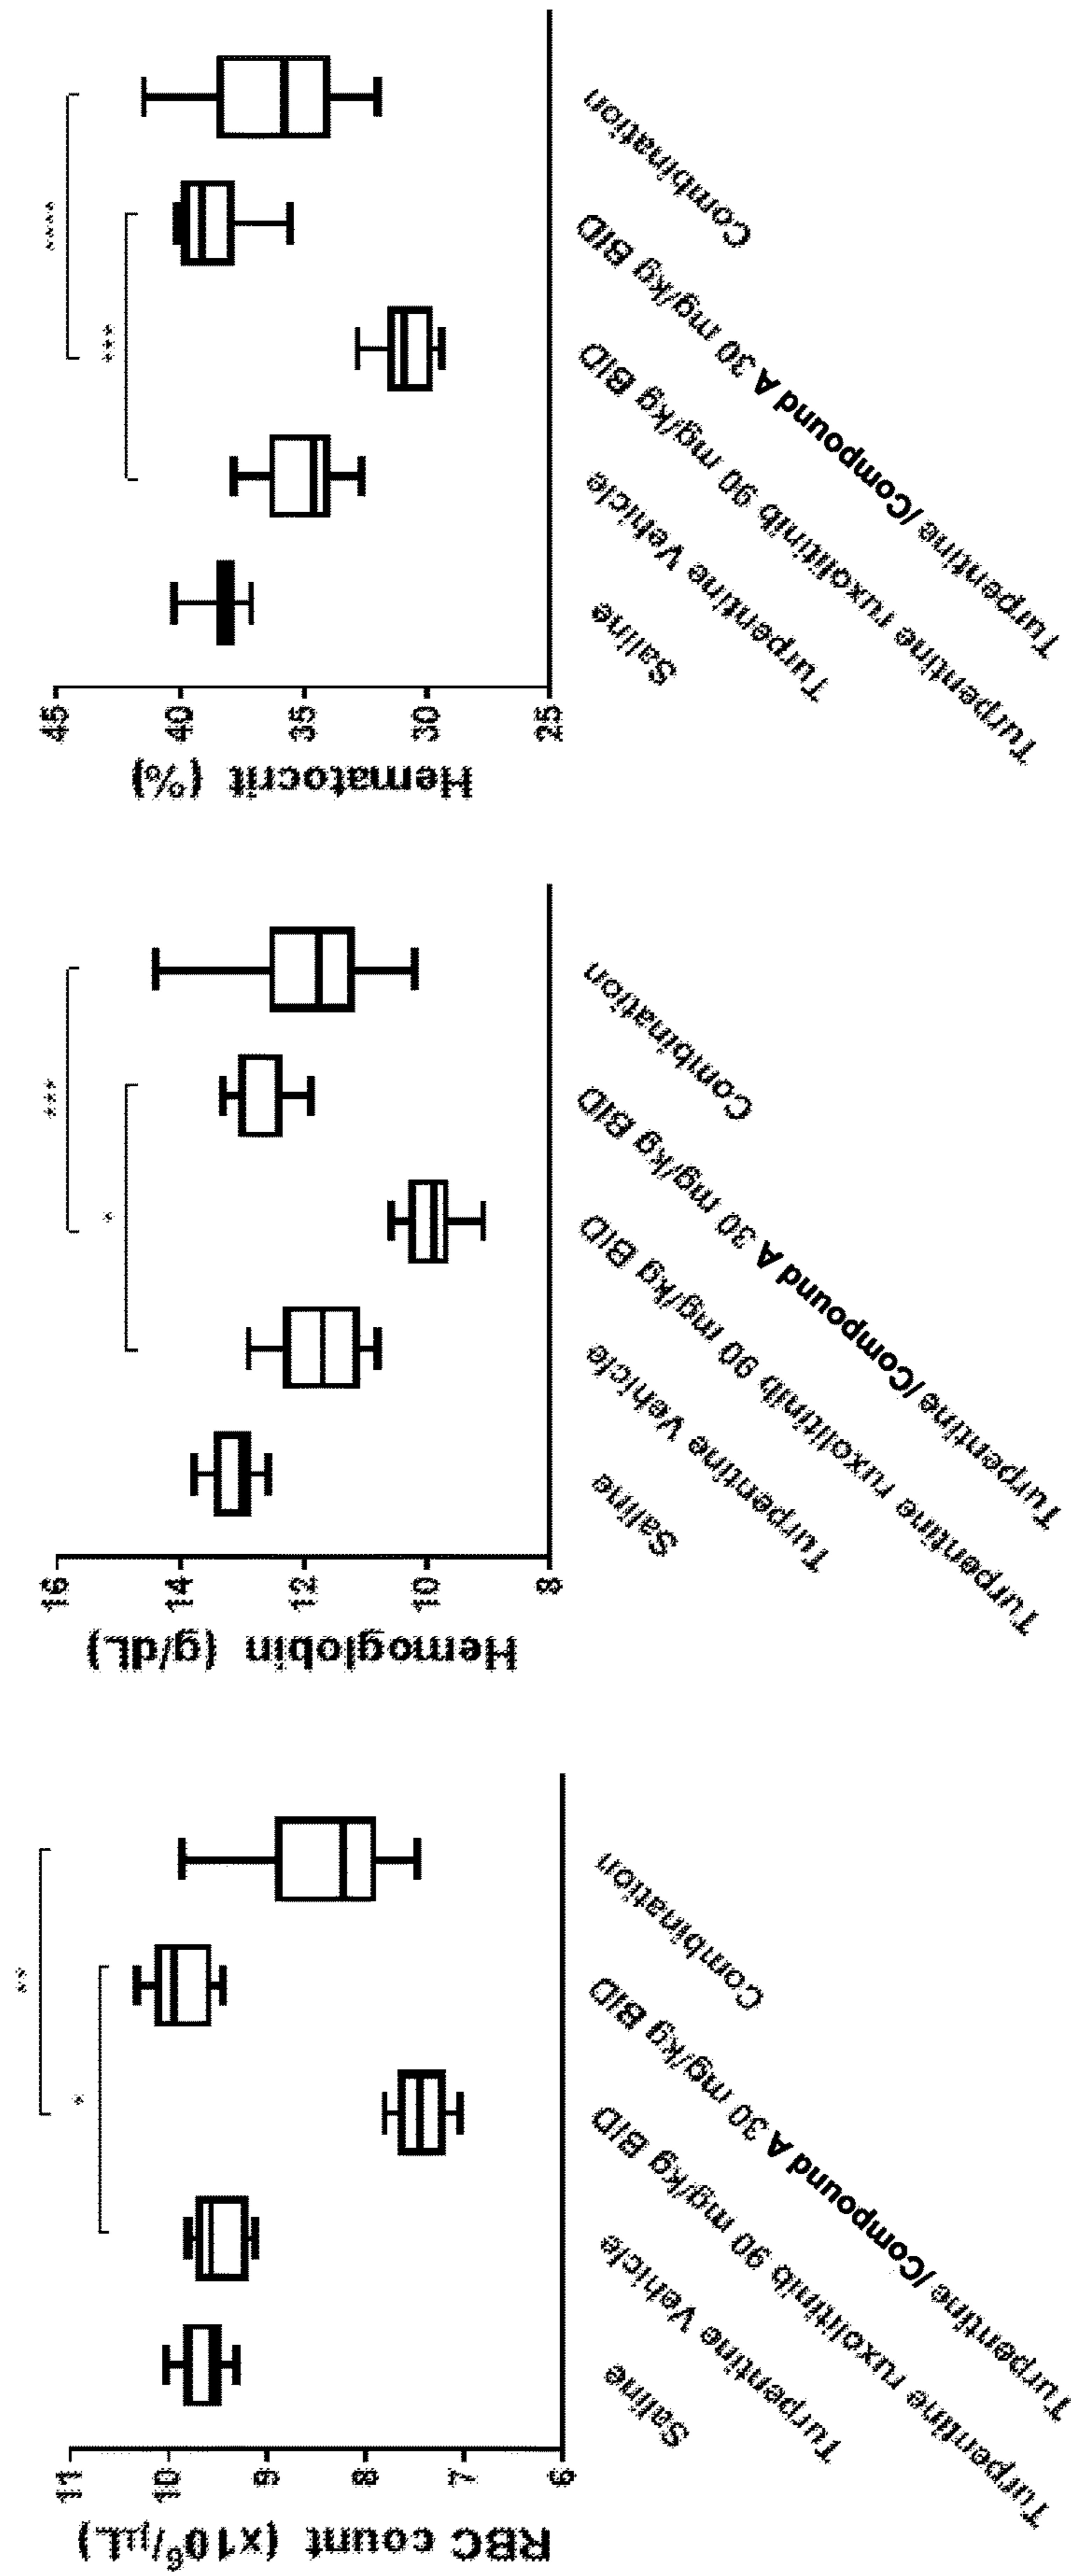 RBC count (x10⁶/µL)
11
10
9
8
7
6
**
*
Saline
Turpentine Vehicle
Turpentine ruxolitinib 90 mg/kg BID
Turpentine /Compound A 30 mg/kg BID
Combination
Hemoglobin (g/dL)
16
14
12
10
8
***
*
Saline
Turpentine Vehicle
Turpentine ruxolitinib 90 mg/kg BID
Turpentine /Compound A 30 mg/kg BID
Combination
Hematocrit (%)
45
40
35
30
25
****
***
Saline
Turpentine Vehicle
Turpentine ruxolitinib 90 mg/kg BID
Turpentine /Compound A 30 mg/kg BID
Combination